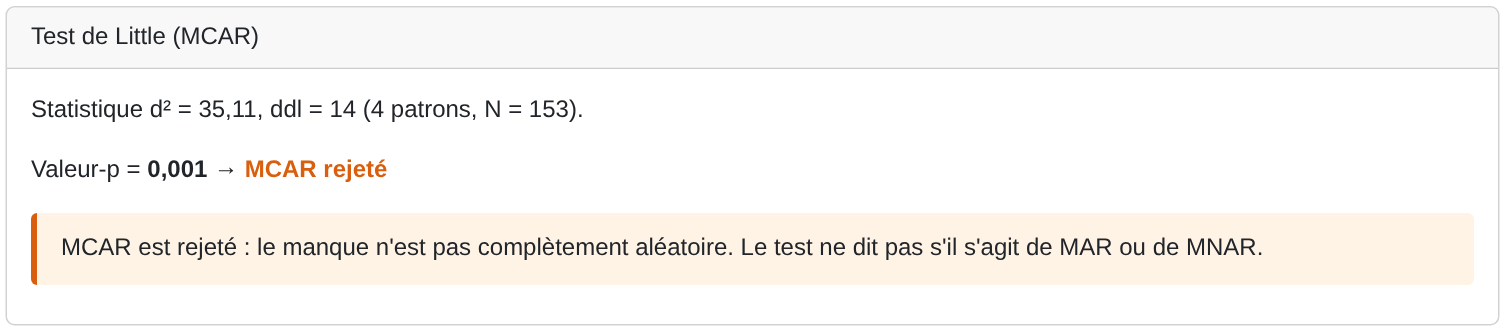 Test de Little (MCAR)
Statistique d² = 35,11, ddl = 14 (4 patrons, N = 153).
Valeur-p = 0,001 → MCAR rejeté
MCAR est rejeté : le manque n'est pas complètement aléatoire. Le test ne dit pas s'il s'agit de MAR ou de MNAR.